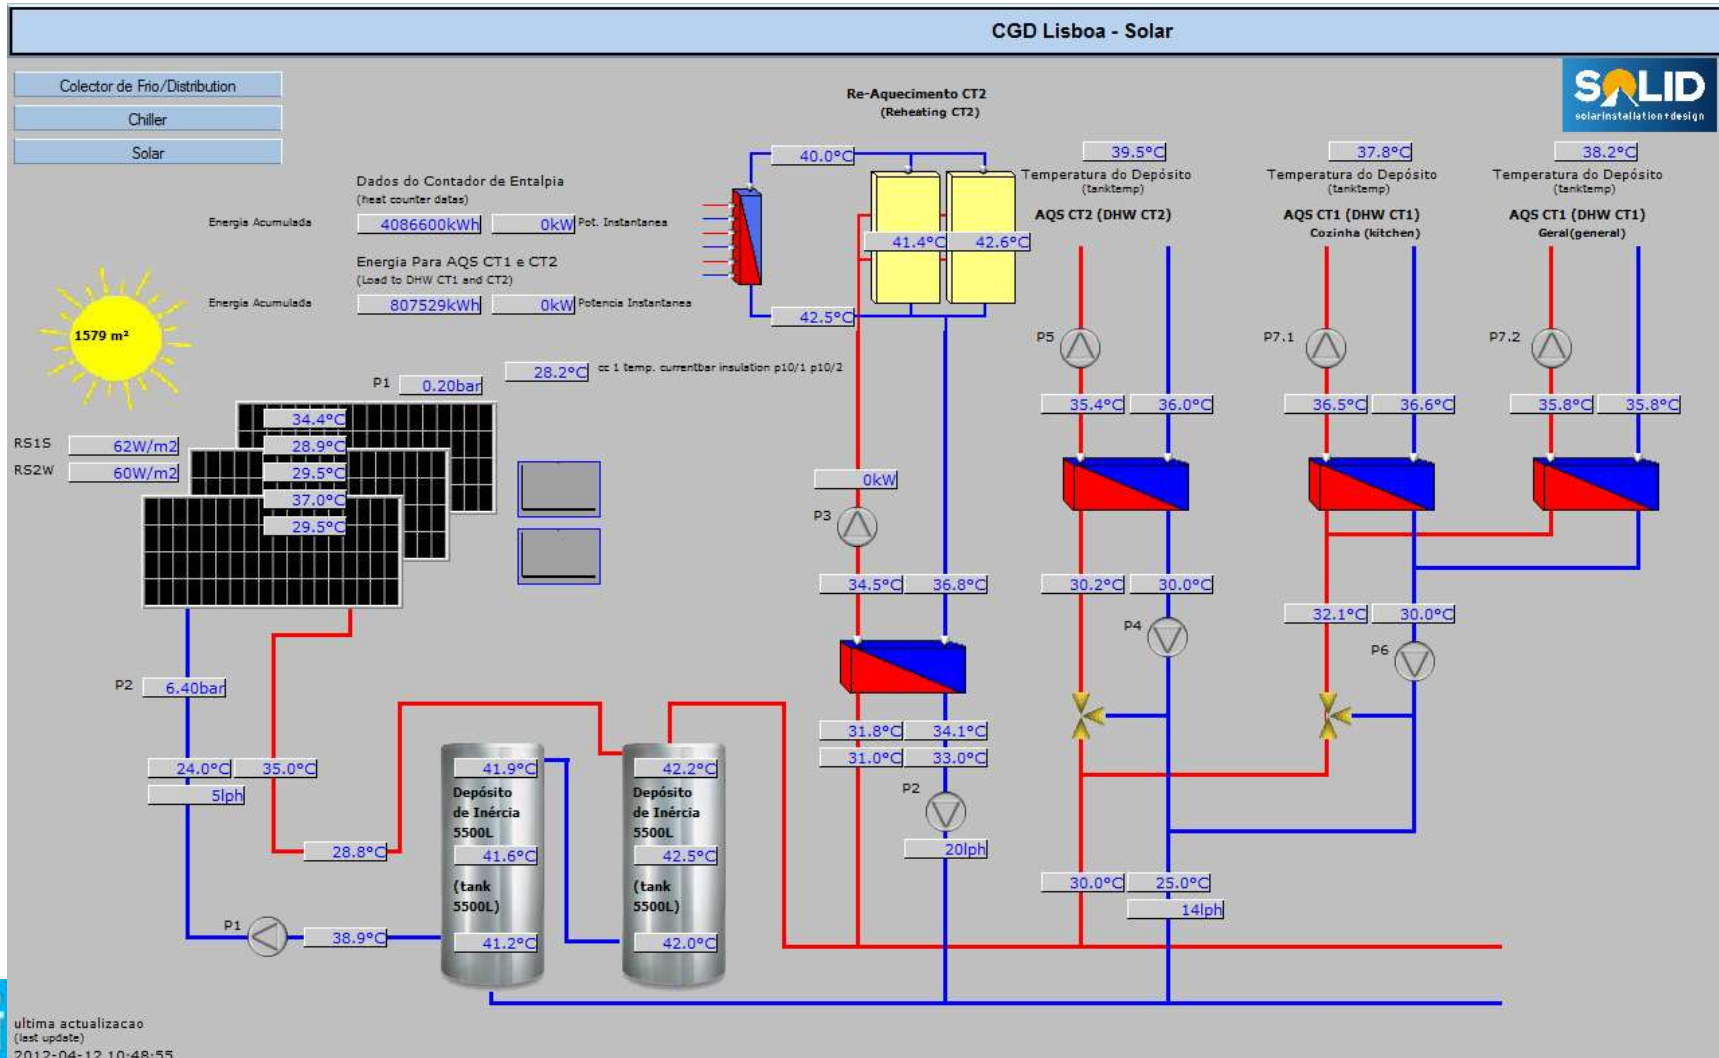 CGD Lisboa - Solar
Colector de Frio/Distribution
Chiller
Solar
SOLID
solarinstallation+design
Re-Aquecimento CT2
(Reheating CT2)
40.0°C
39.5°C
37.8°C
38.2°C
Temperatura do Depósito
(tanktemp)
Temperatura do Depósito
(tanktemp)
Temperatura do Depósito
(tanktemp)
AQS CT2 (DHW CT2)
AQS CT1 (DHW CT1)
Cozinha (kitchen)
AQS CT1 (DHW CT1)
Geral(general)
Dados do Contador de Entalpia
(heat counter datas)
Energia Acumulada
4086600kWh
0kW
Pot. Instantanea
Energia Para AQS CT1 e CT2
(Load to DHW CT1 and CT2)
Energia Acumulada
807529kWh
0kW
Potencia Instantanea
41.4°C
42.6°C
42.5°C
1579 m²
P1
0.20bar
28.2°C
cc 1 temp. currentbar insulation p10/1 p10/2
P5
P7.1
P7.2
RS1S
62W/m2
RS2W
60W/m2
34.4°C
28.9°C
29.5°C
37.0°C
29.5°C
35.4°C
36.0°C
36.5°C
36.6°C
35.8°C
35.8°C
0kW
P3
34.5°C
36.8°C
30.2°C
30.0°C
32.1°C
30.0°C
P4
P6
P2
6.40bar
24.0°C
35.0°C
5lph
31.8°C
34.1°C
31.0°C
33.0°C
P2
20lph
41.9°C
Depósito
de Inércia
5500L
41.6°C
(tank
5500L)
41.2°C
42.2°C
Depósito
de Inércia
5500L
42.5°C
(tank
5500L)
42.0°C
28.8°C
30.0°C
25.0°C
14lph
P1
38.9°C
ultima actualizacao
(last update)
2012-04-12 10:48:55